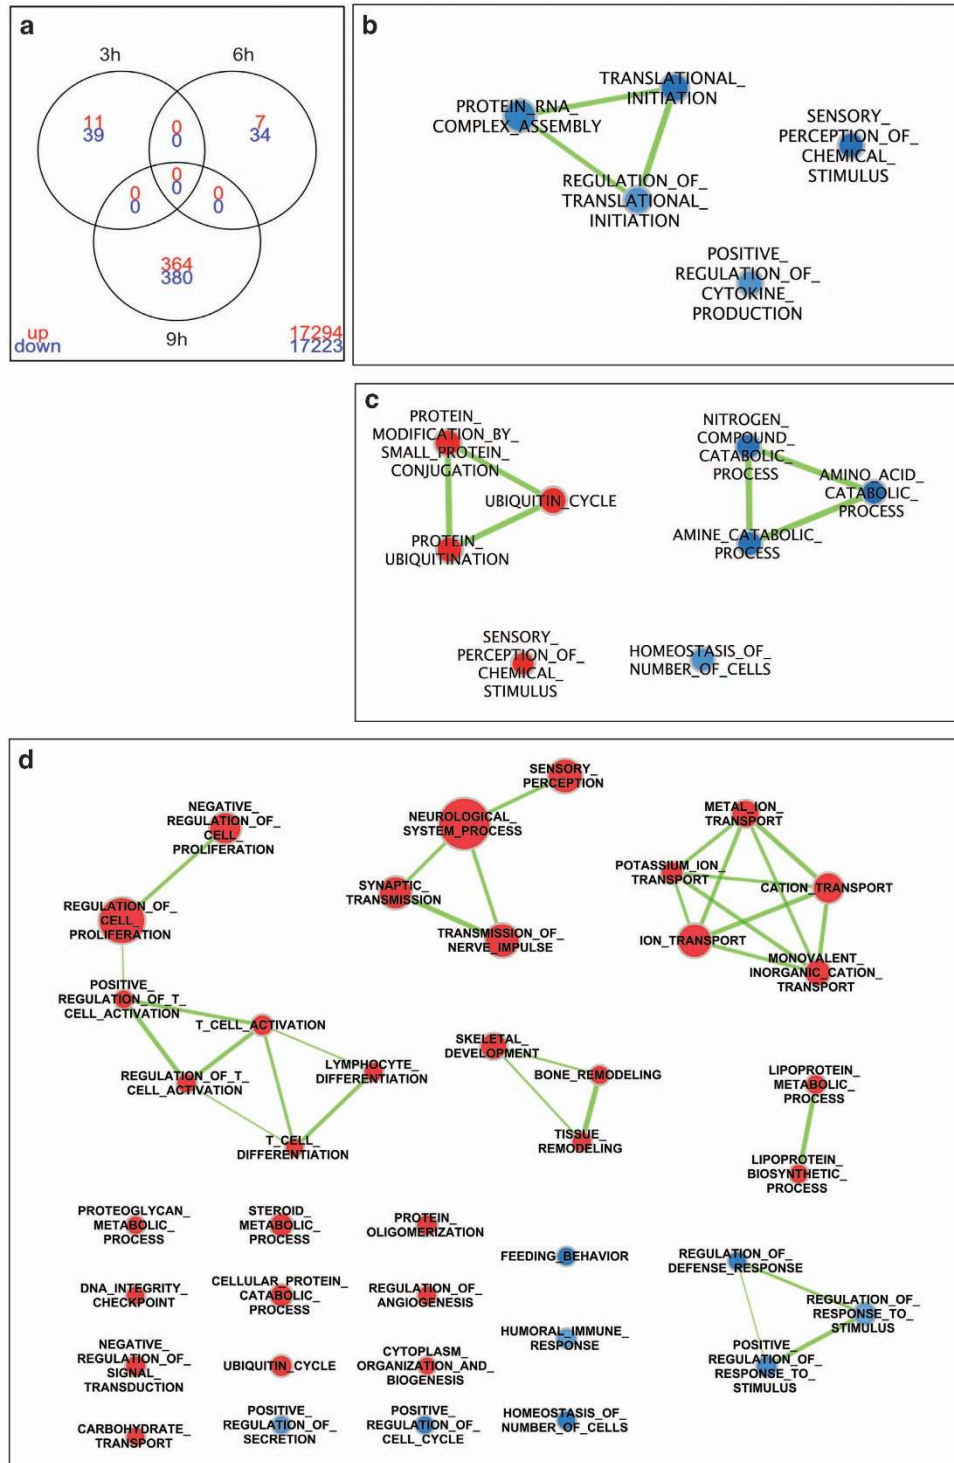 a
3h
6h
11
39
0
0
7
34
0
0
0
0
0
0
364
380
9h
up
down
17294
17223
b
TRANSLATIONAL_
INITIATION
PROTEIN_RNA_
COMPLEX_ASSEMBLY
SENSORY_
PERCEPTION_OF_
CHEMICAL_
STIMULUS
REGULATION_OF_
TRANSLATIONAL_
INITIATION
POSITIVE_
REGULATION_OF_
CYTOKINE_
PRODUCTION
c
PROTEIN_
MODIFICATION_BY_
SMALL_PROTEIN_
CONJUGATION
UBIQUITIN_CYCLE
PROTEIN_
UBIQUITINATION
NITROGEN_
COMPOUND_
CATABOLIC_
PROCESS
AMINO_ACID_
CATABOLIC_
PROCESS
AMINE_CATABOLIC_
PROCESS
SENSORY_
PERCEPTION_OF_
CHEMICAL_
STIMULUS
HOMEOSTASIS_OF_
NUMBER_OF_CELLS
d
NEGATIVE_
REGULATION_OF_
CELL_
PROLIFERATION
REGULATION_OF_
CELL_
PROLIFERATION
POSITIVE_
REGULATION_OF_T_
CELL_ACTIVATION
T_CELL_ACTIVATION
REGULATION_OF_T_
CELL_ACTIVATION
LYMPHOCYTE_
DIFFERENTIATION
T_CELL_
DIFFERENTIATION
SENSORY_
PERCEPTION
NEUROLOGICAL_
SYSTEM_PROCESS
SYNAPTIC_
TRANSMISSION
TRANSMISSION_OF_
NERVE_IMPULSE
METAL_ION_
TRANSPORT
POTASSIUM_ION_
TRANSPORT
CATION_TRANSPORT
ION_TRANSPORT
MONOVALENT_
INORGANIC_CATION_
TRANSPORT
SKELETAL_
DEVELOPMENT
BONE_REMODELING
TISSUE_
REMODELING
LIPOPROTEIN_
METABOLIC_
PROCESS
LIPOPROTEIN_
BIOSYNTHETIC_
PROCESS
PROTEOGLYCAN_
METABOLIC_
PROCESS
STEROID_
METABOLIC_
PROCESS
PROTEIN_
OLIGOMERIZATION
FEEDING_BEHAVIOR
REGULATION_OF_
DEFENSE_RESPONSE
DNA_INTEGRITY_
CHECKPOINT
CELLULAR_PROTEIN_
CATABOLIC_
PROCESS
REGULATION_OF_
ANGIOGENESIS
HUMORAL_IMMUNE_
RESPONSE
REGULATION_OF_
RESPONSE_TO_
STIMULUS
NEGATIVE_
REGULATION_OF_
SIGNAL_
TRANSDUCTION
UBIQUITIN_CYCLE
CYTOPLASM_
ORGANIZATION_AND_
BIOGENESIS
POSITIVE_
REGULATION_OF_
RESPONSE_TO_
STIMULUS
CARBOHYDRATE_
TRANSPORT
POSITIVE_
REGULATION_OF_
SECRETION
POSITIVE_
REGULATION_OF_
CELL_CYCLE
HOMEOSTASIS_OF_
NUMBER_OF_CELLS